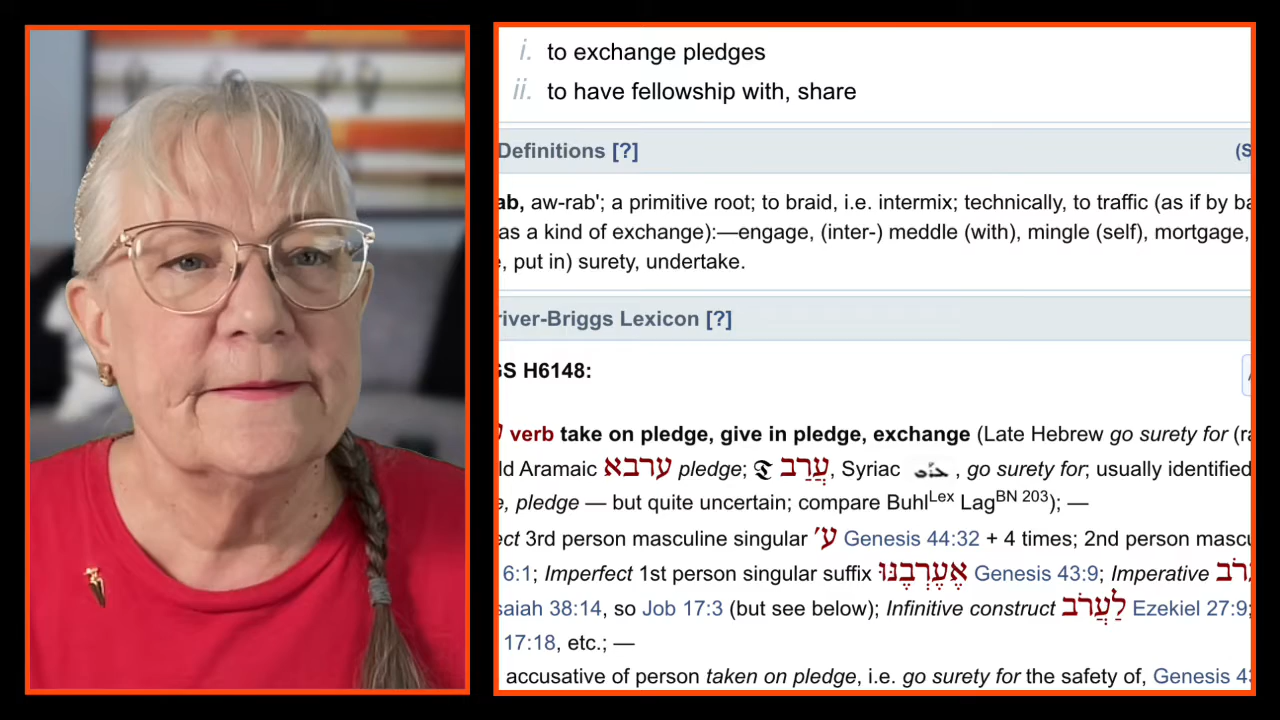 i. to exchange pledges
ii. to have fellowship with, share
Definitions [?] (S
ab, aw-rab'; a primitive root; to braid, i.e. intermix; technically, to traffic (as if by ba
as a kind of exchange):—engage, (inter-) meddle (with), mingle (self), mortgage,
, put in) surety, undertake.
river-Briggs Lexicon [?]
GS H6148:
verb take on pledge, give in pledge, exchange (Late Hebrew go surety for (ra
ld Aramaic ערבא pledge; 𝕿 עֲרַב, Syriac , go surety for; usually identified
e, pledge — but quite uncertain; compare BuhlLex LagBN 203); —
ect 3rd person masculine singular ע׳ Genesis 44:32 + 4 times; 2nd person mascu
6:1; Imperfect 1st person singular suffix אֶעֶרְבֶנּוּ Genesis 43:9; Imperative
saiah 38:14, so Job 17:3 (but see below); Infinitive construct לַעֲרֹב Ezekiel 27:9;
17:18, etc.; —
accusative of person taken on pledge, i.e. go surety for the safety of, Genesis 43